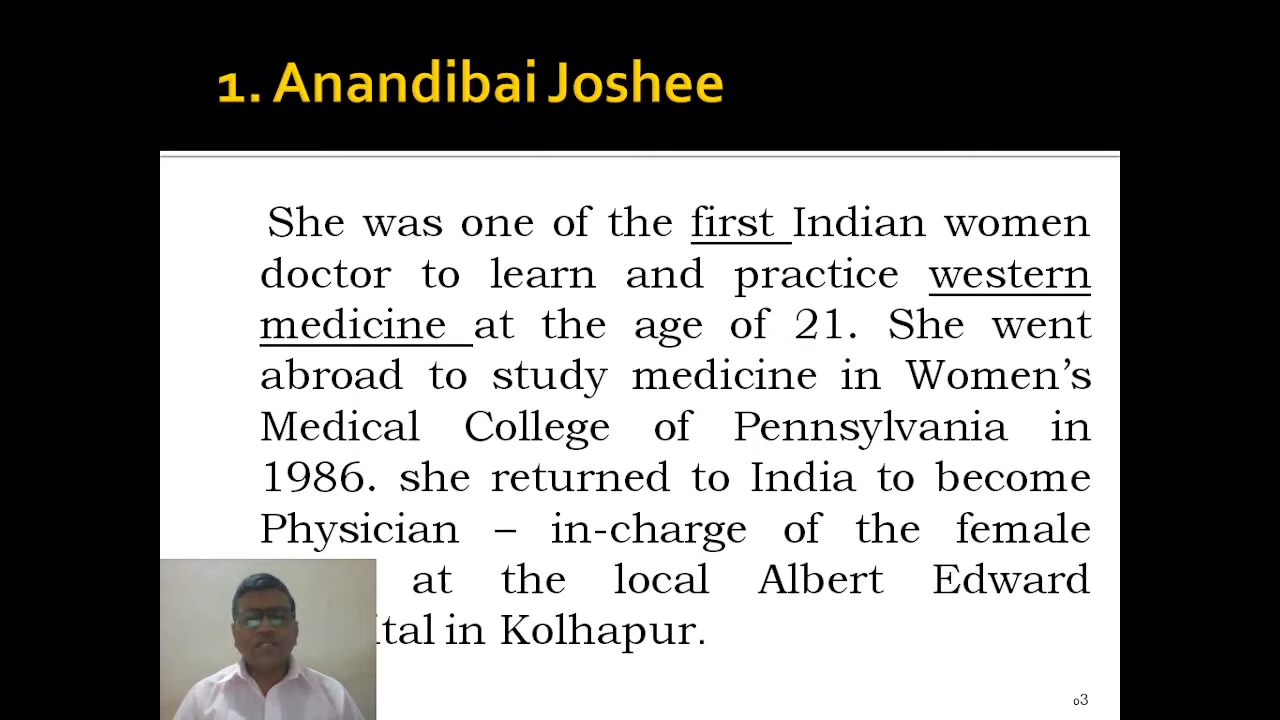 1. Anandibai Joshee
She was one of the first Indian women
doctor to learn and practice western
medicine at the age of 21. She went
abroad to study medicine in Women's
Medical College of Pennsylvania in
1986. she returned to India to become
Physician – in-charge of the female
at the local Albert Edward
ital in Kolhapur.
03